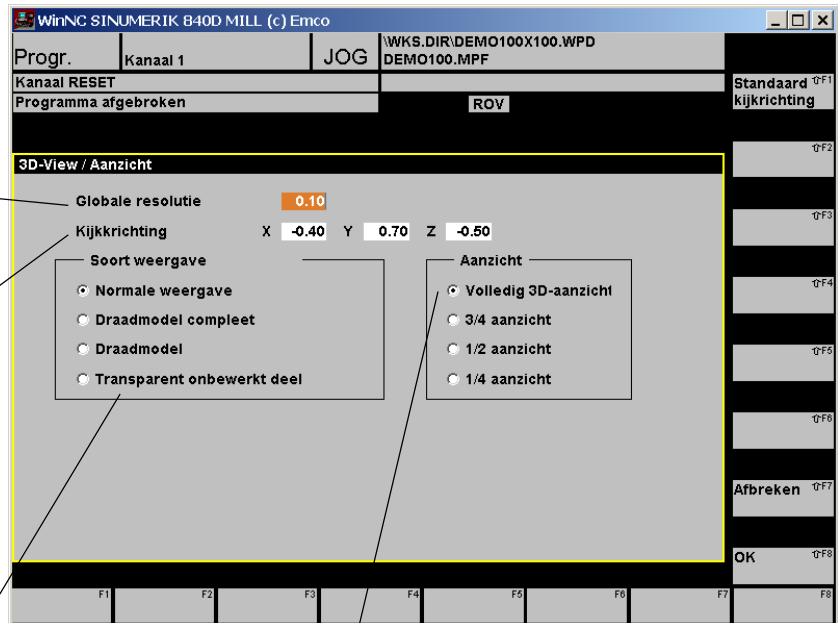 WinNC SINUMERIK 840D MILL (c) Emco
Progr. Kanaal 1 JOG \WKS.DIR\DEMO100X100.WPD
DEMO100.MPF
Kanaal RESET
Programma afgebroken ROV
Standaard ⇧F1
kijkrichting
⇧F2
3D-View / Aanzicht
Globale resolutie 0.10
⇧F3
Kijkkrichting X -0.40 Y 0.70 Z -0.50
Soort weergave Aanzicht
⇧F4
Normale weergave Volledig 3D-aanzicht
Draadmodel compleet 3/4 aanzicht
Draadmodel 1/2 aanzicht ⇧F5
Transparent onbewerkt deel 1/4 aanzicht
⇧F6
Afbreken ⇧F7
OK ⇧F8
F1 F2 F3 F4 F5 F6 F7 F8